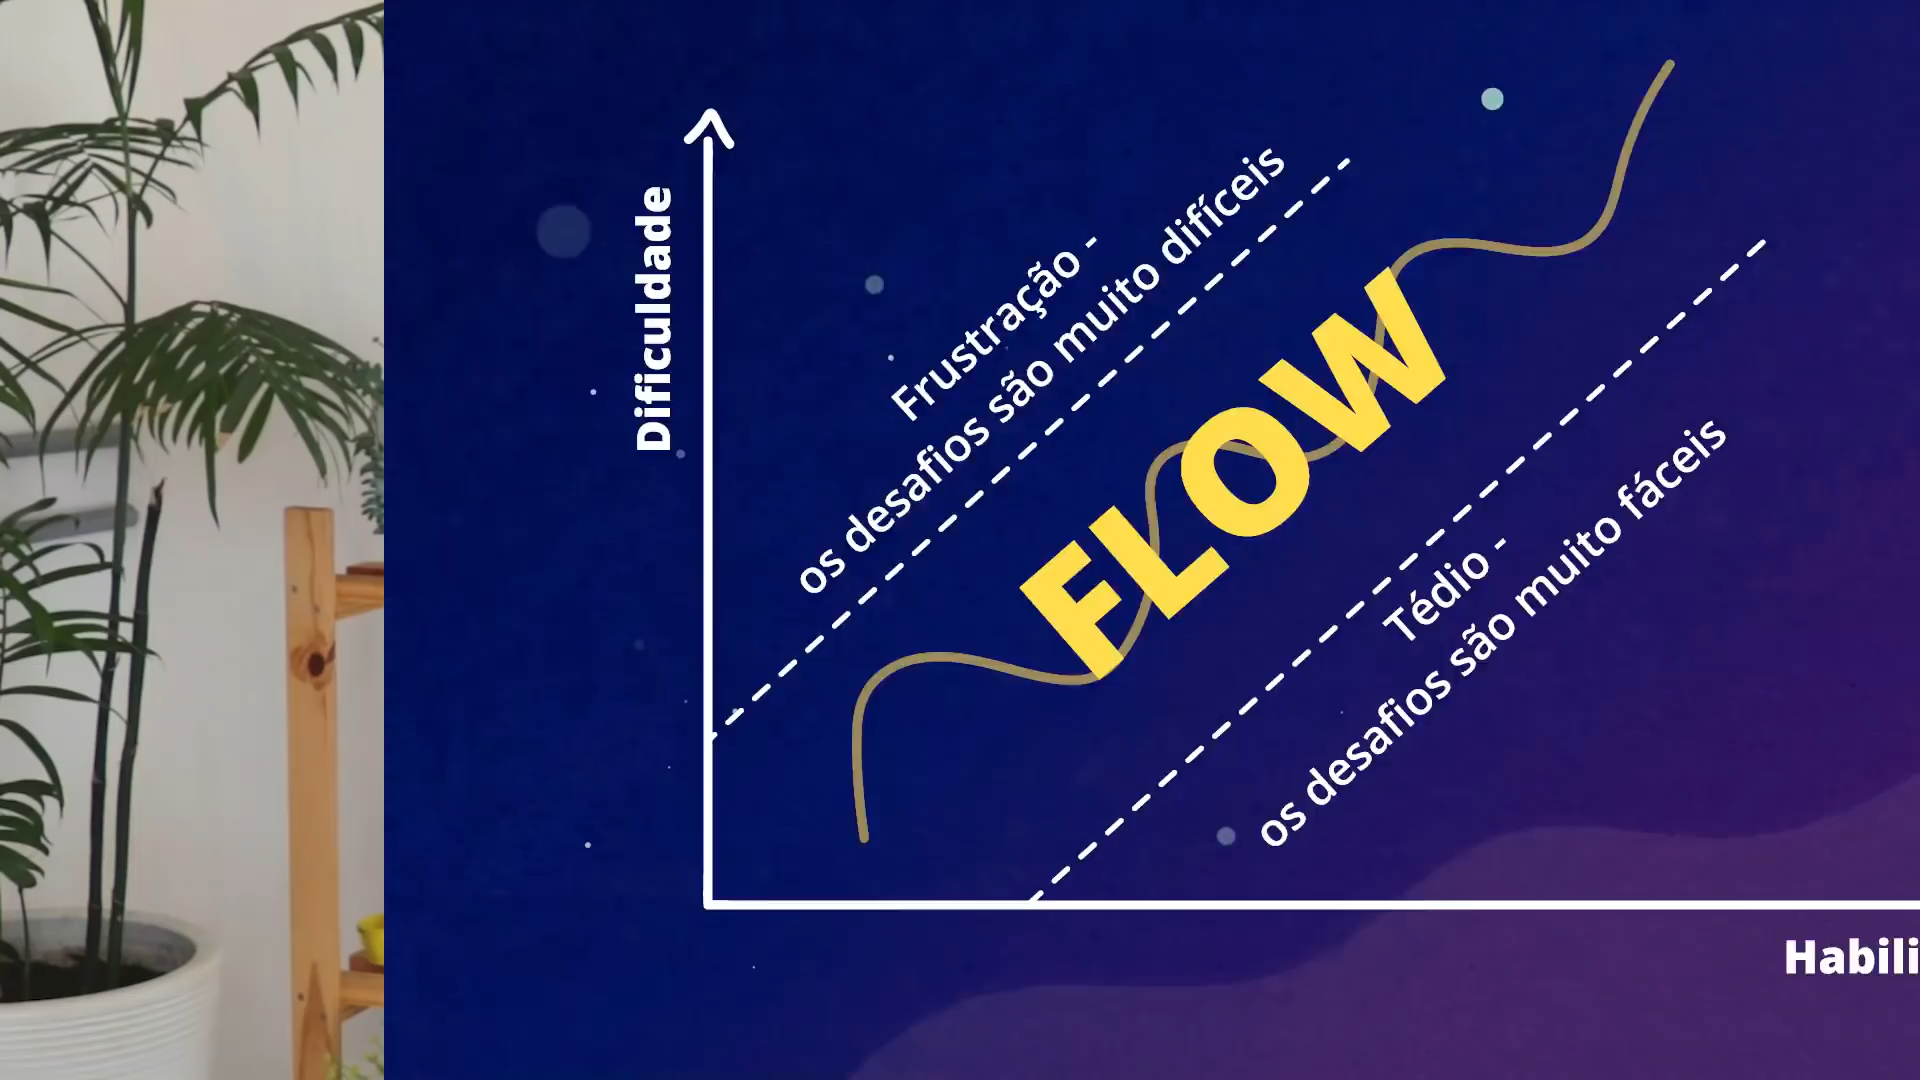 Dificuldade
Frustração -
os desafios são muito difíceis
FLOW
Tédio -
os desafios são muito fáceis
Habili